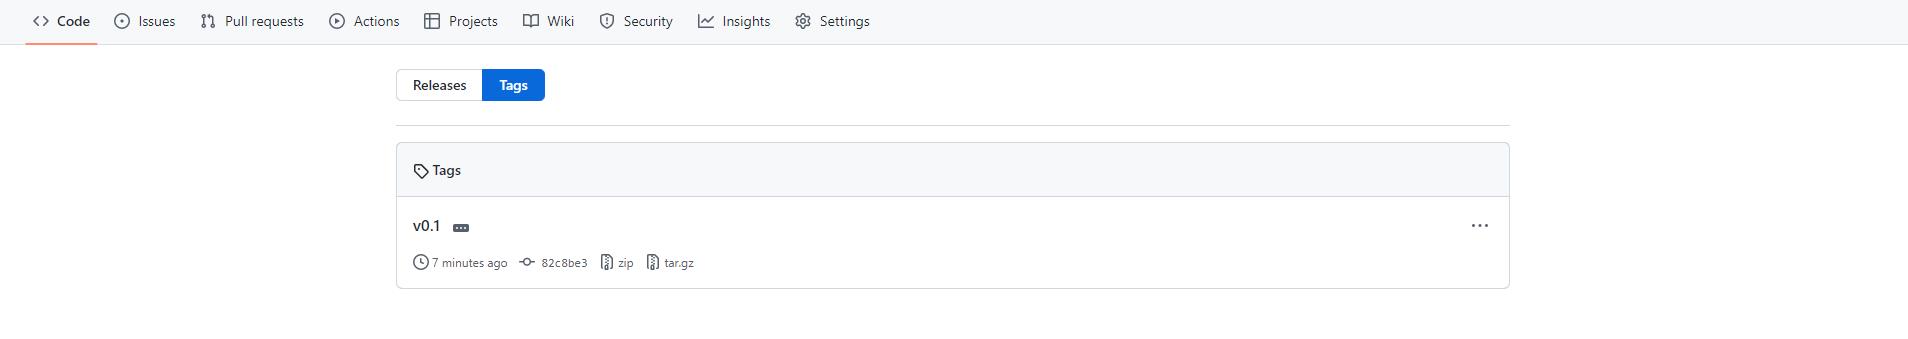 Code Issues Pull requests Actions Projects Wiki Security Insights Settings
Releases Tags
Tags
v0.1
7 minutes ago 82c8be3 zip tar.gz